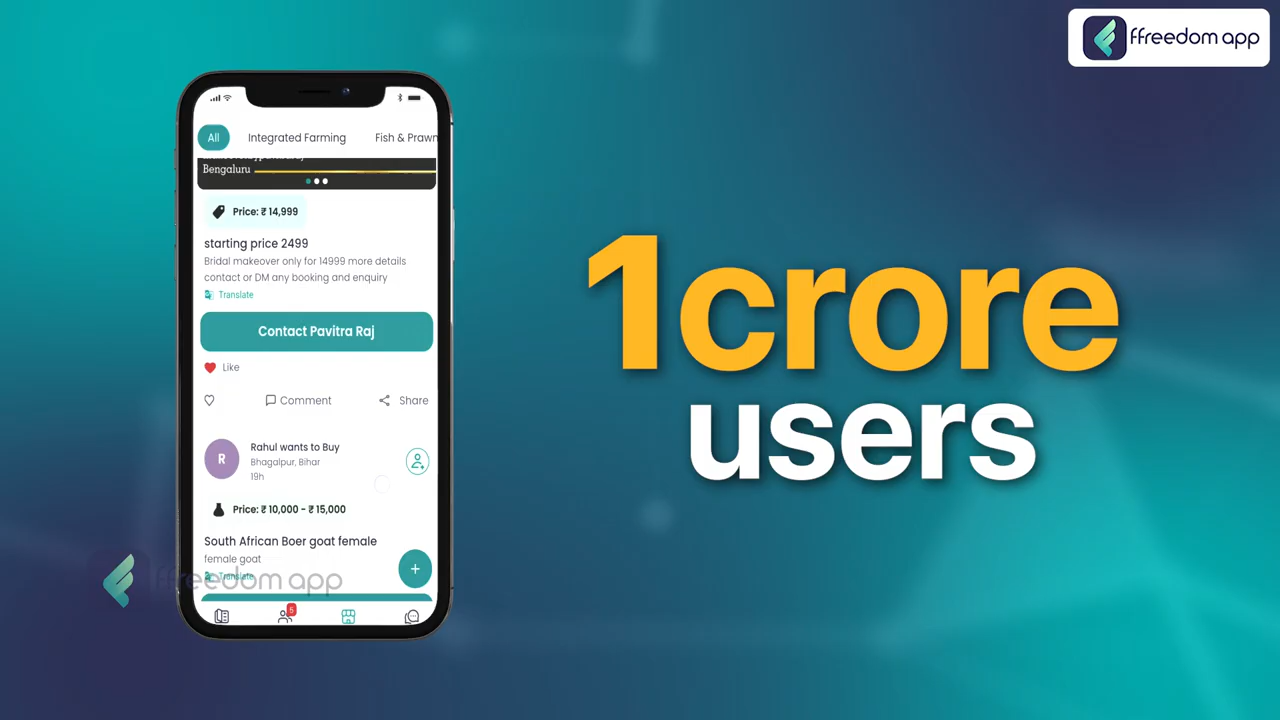 ffreedom app
All
Integrated Farming
Fish & Prawn
Bengaluru
Price: ₹ 14,999
starting price 2499
Bridal makeover only for 14999 more details
contact or DM any booking and enquiry
Translate
Contact Pavitra Raj
Like
Comment
Share
R
Rahul wants to Buy
Bhagalpur, Bihar
19h
Price: ₹ 10,000 - ₹ 15,000
South African Boer goat female
female goat
Translate
+
5
ffreedom app
1crore
users